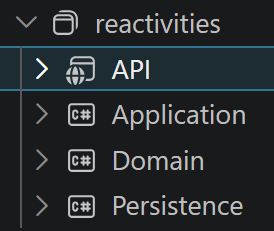 reactivities
API
C# Application
C# Domain
C# Persistence